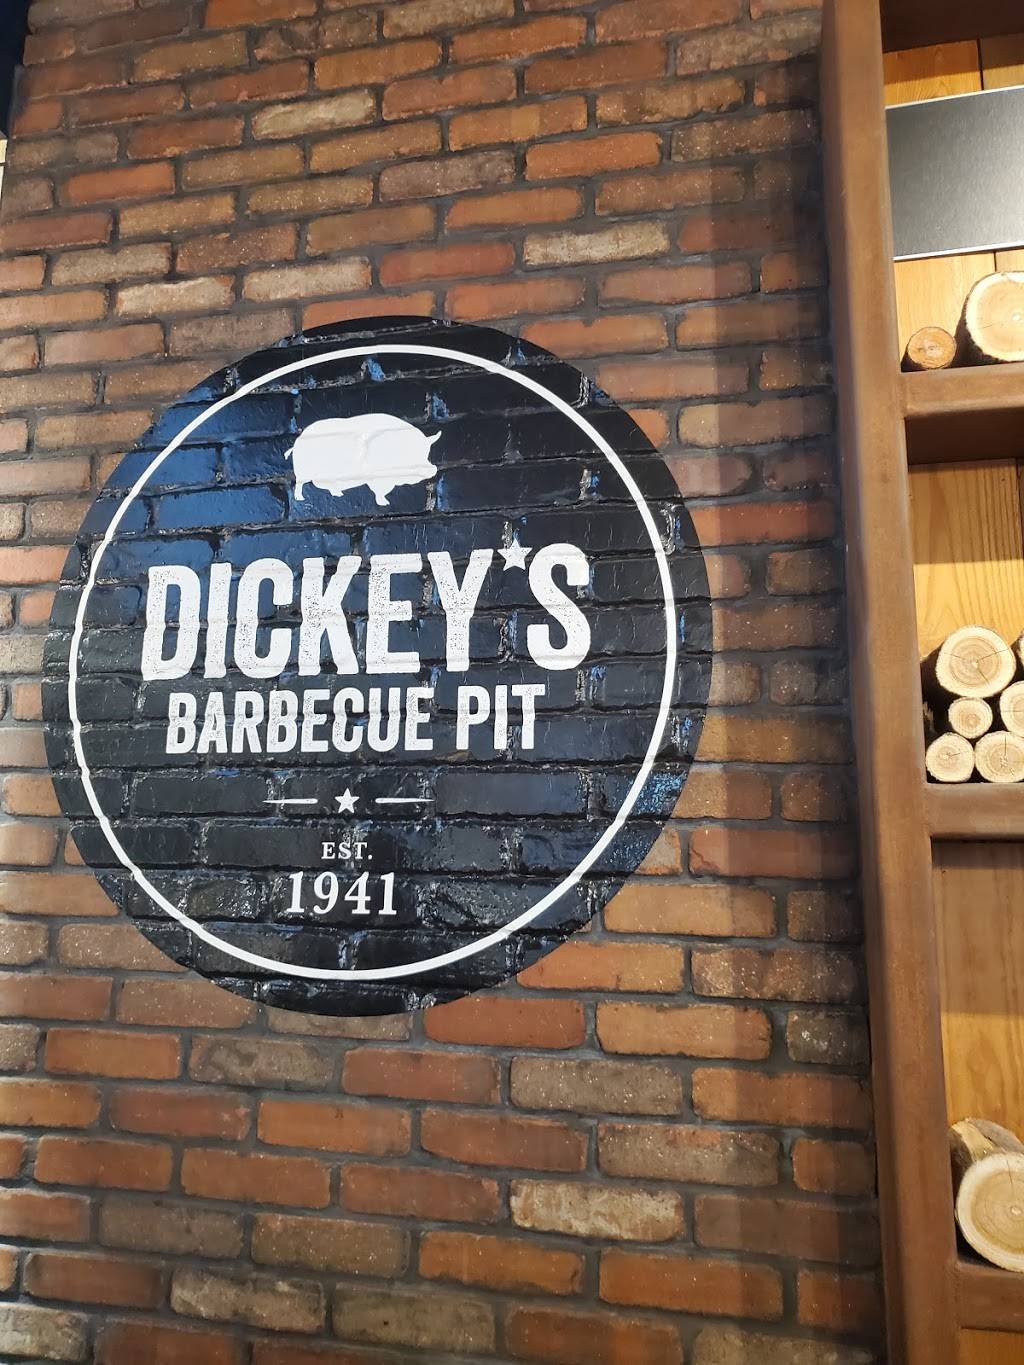 DICKEY'S
BARBECUE PIT
EST.
1941